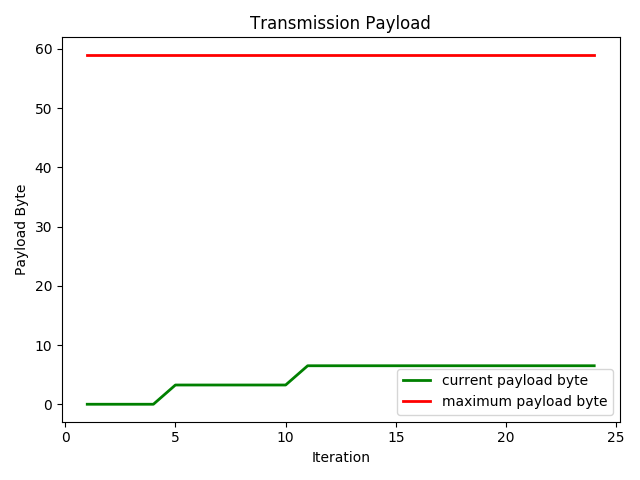 Transmission Payload
60
50
40
30
20
10
0
Payload Byte
0 5 10 15 20 25
Iteration
current payload byte
maximum payload byte